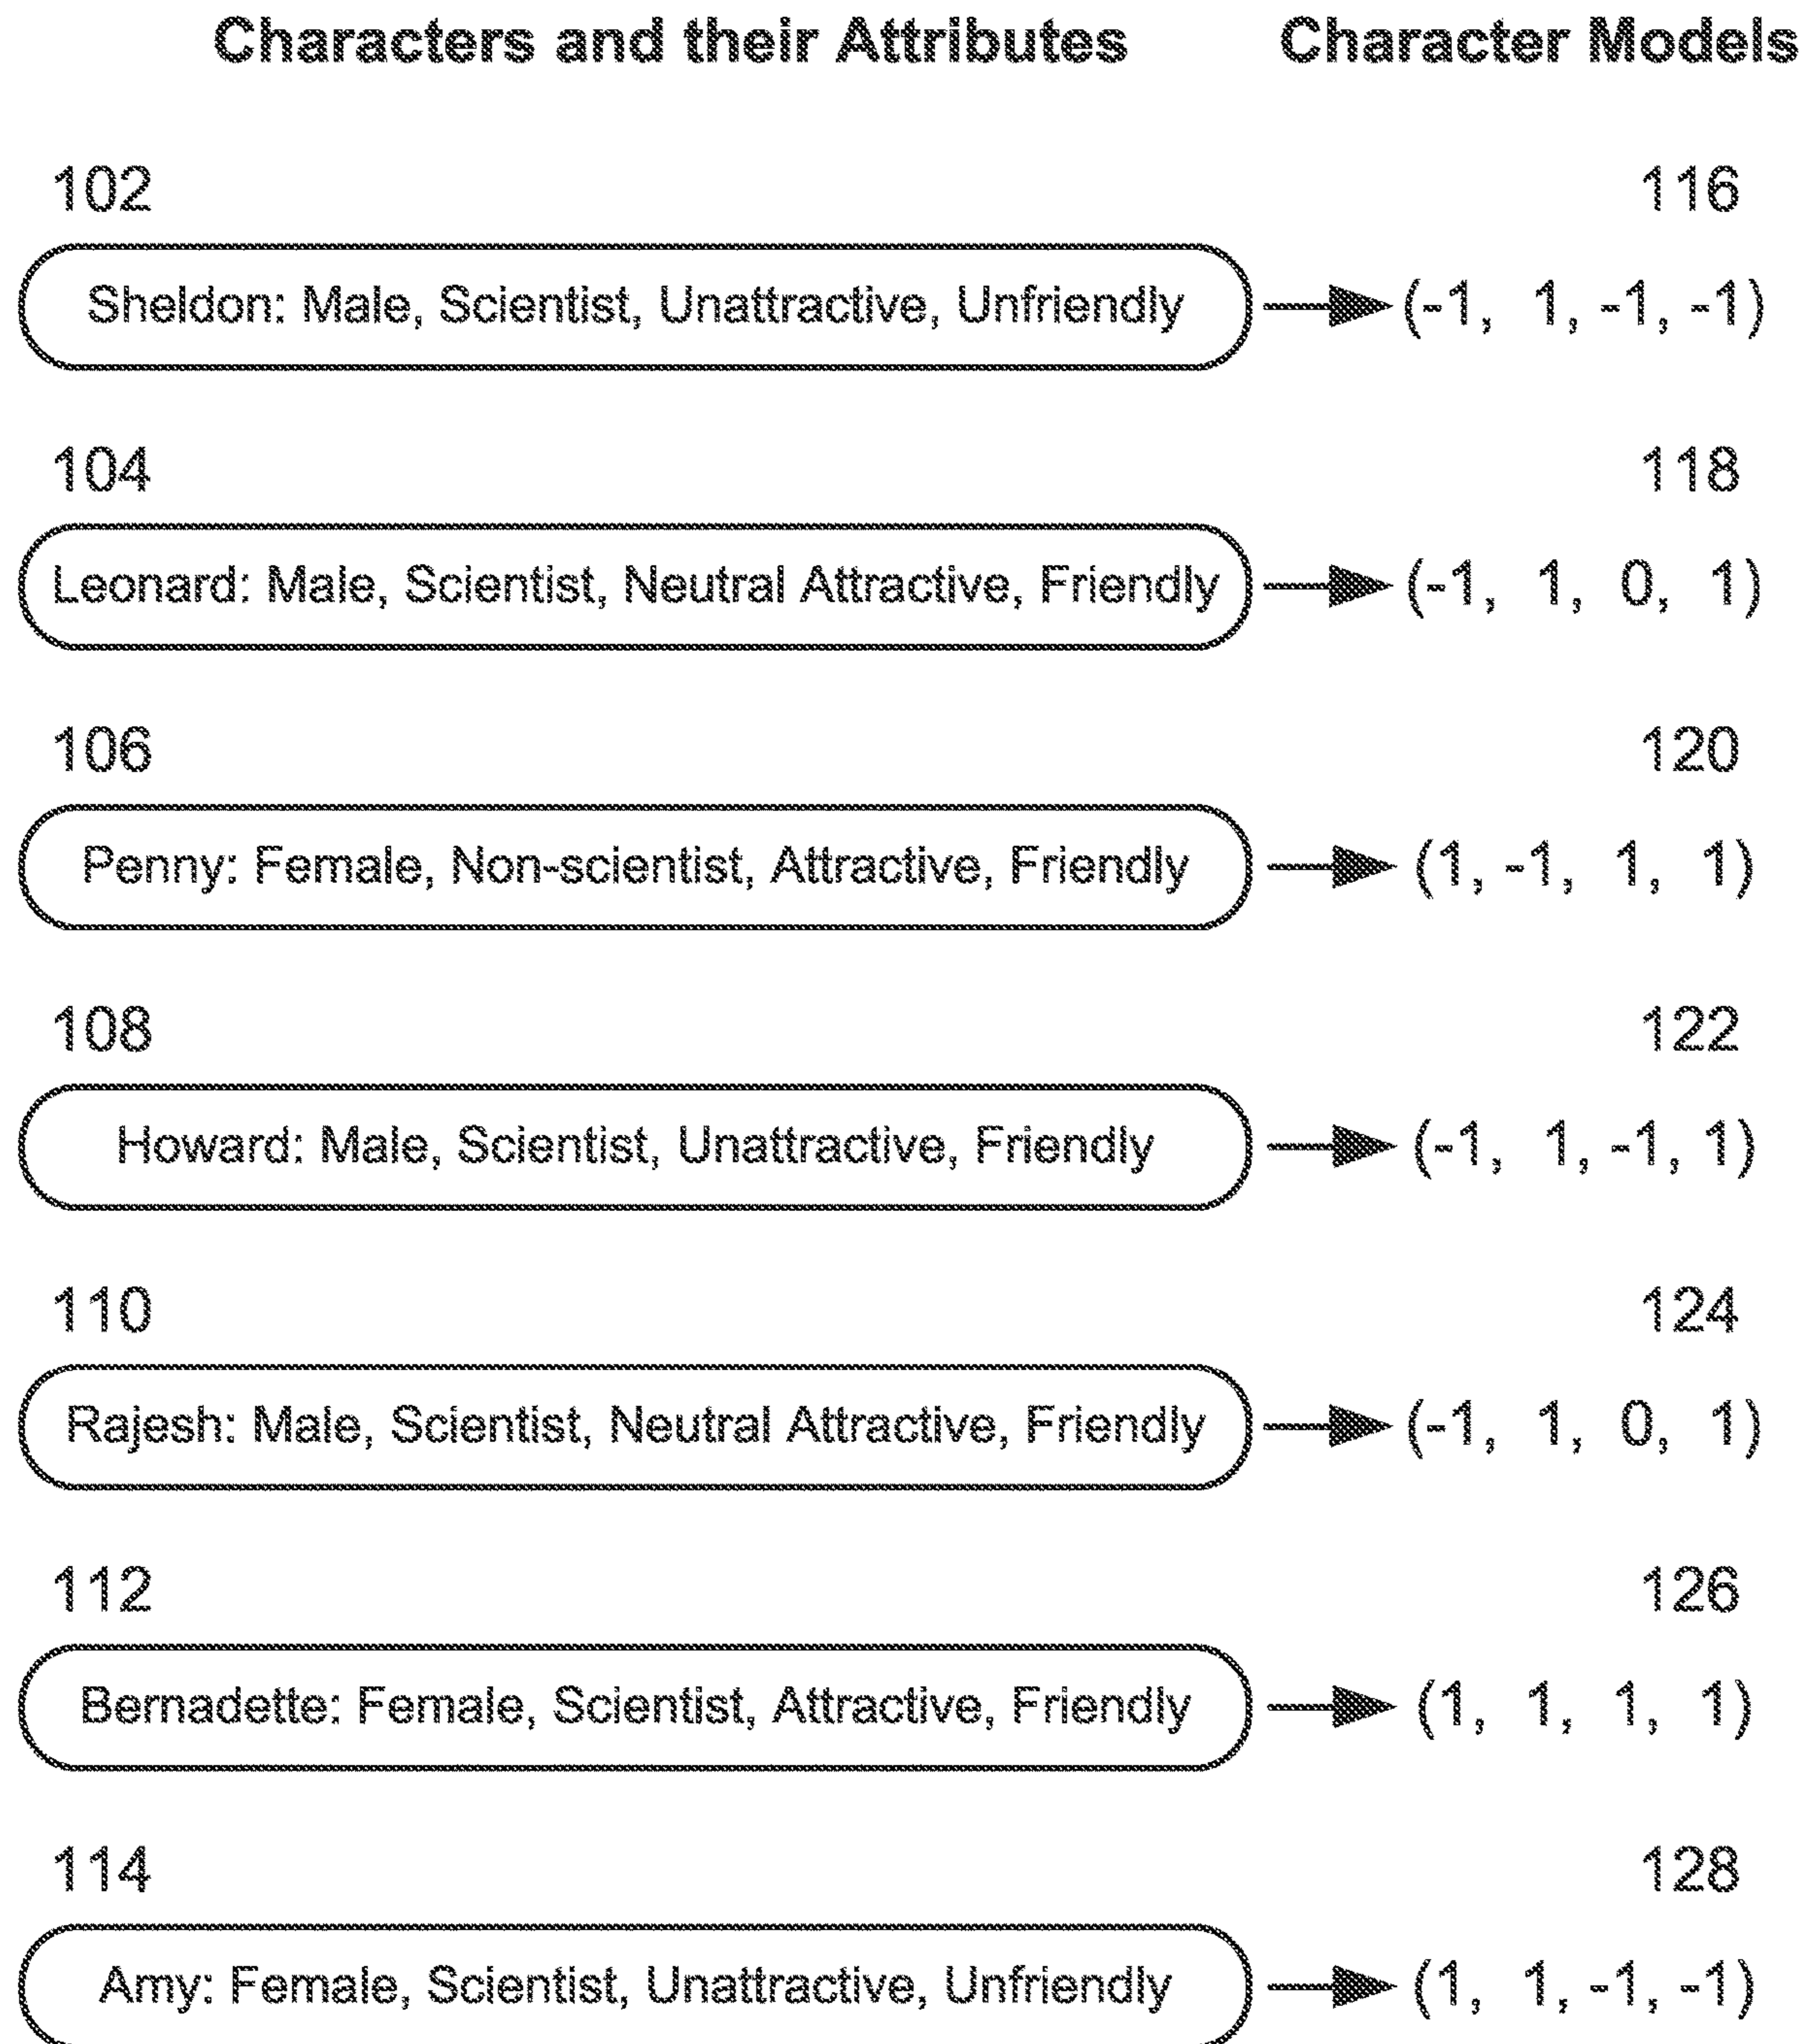 Characters and their Attributes Character Models
102 116
Sheldon: Male, Scientist, Unattractive, Unfriendly (-1, 1, -1, -1)
104 118
Leonard: Male, Scientist, Neutral Attractive, Friendly (-1, 1, 0, 1)
106 120
Penny: Female, Non-scientist, Attractive, Friendly (1, -1, 1, 1)
108 122
Howard: Male, Scientist, Unattractive, Friendly (-1, 1, -1, 1)
110 124
Rajesh: Male, Scientist, Neutral Attractive, Friendly (-1, 1, 0, 1)
112 126
Bernadette: Female, Scientist, Attractive, Friendly (1, 1, 1, 1)
114 128
Amy: Female, Scientist, Unattractive, Unfriendly (1, 1, -1, -1)